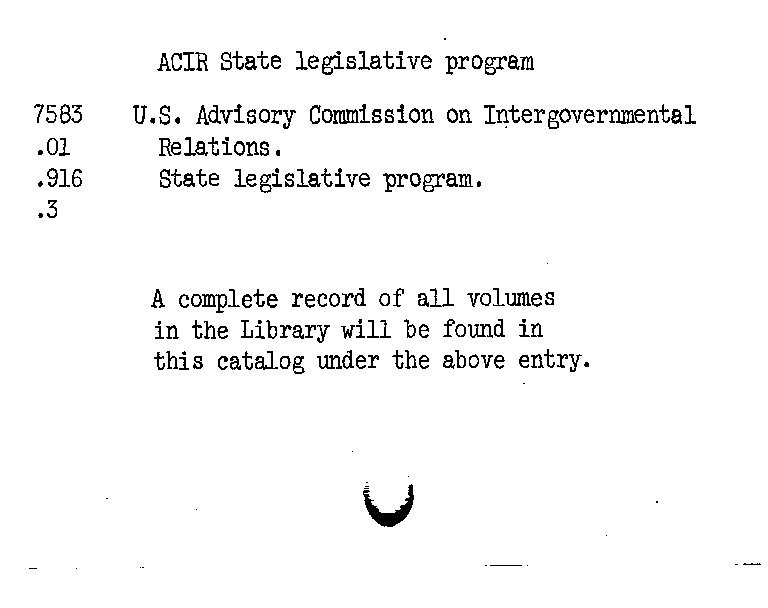 ACIR State legislative program
7583 U.S. Advisory Commission on Intergovernmental
.01 Relations.
.916 State legislative program.
.3
A complete record of all volumes
in the Library will be found in
this catalog under the above entry.